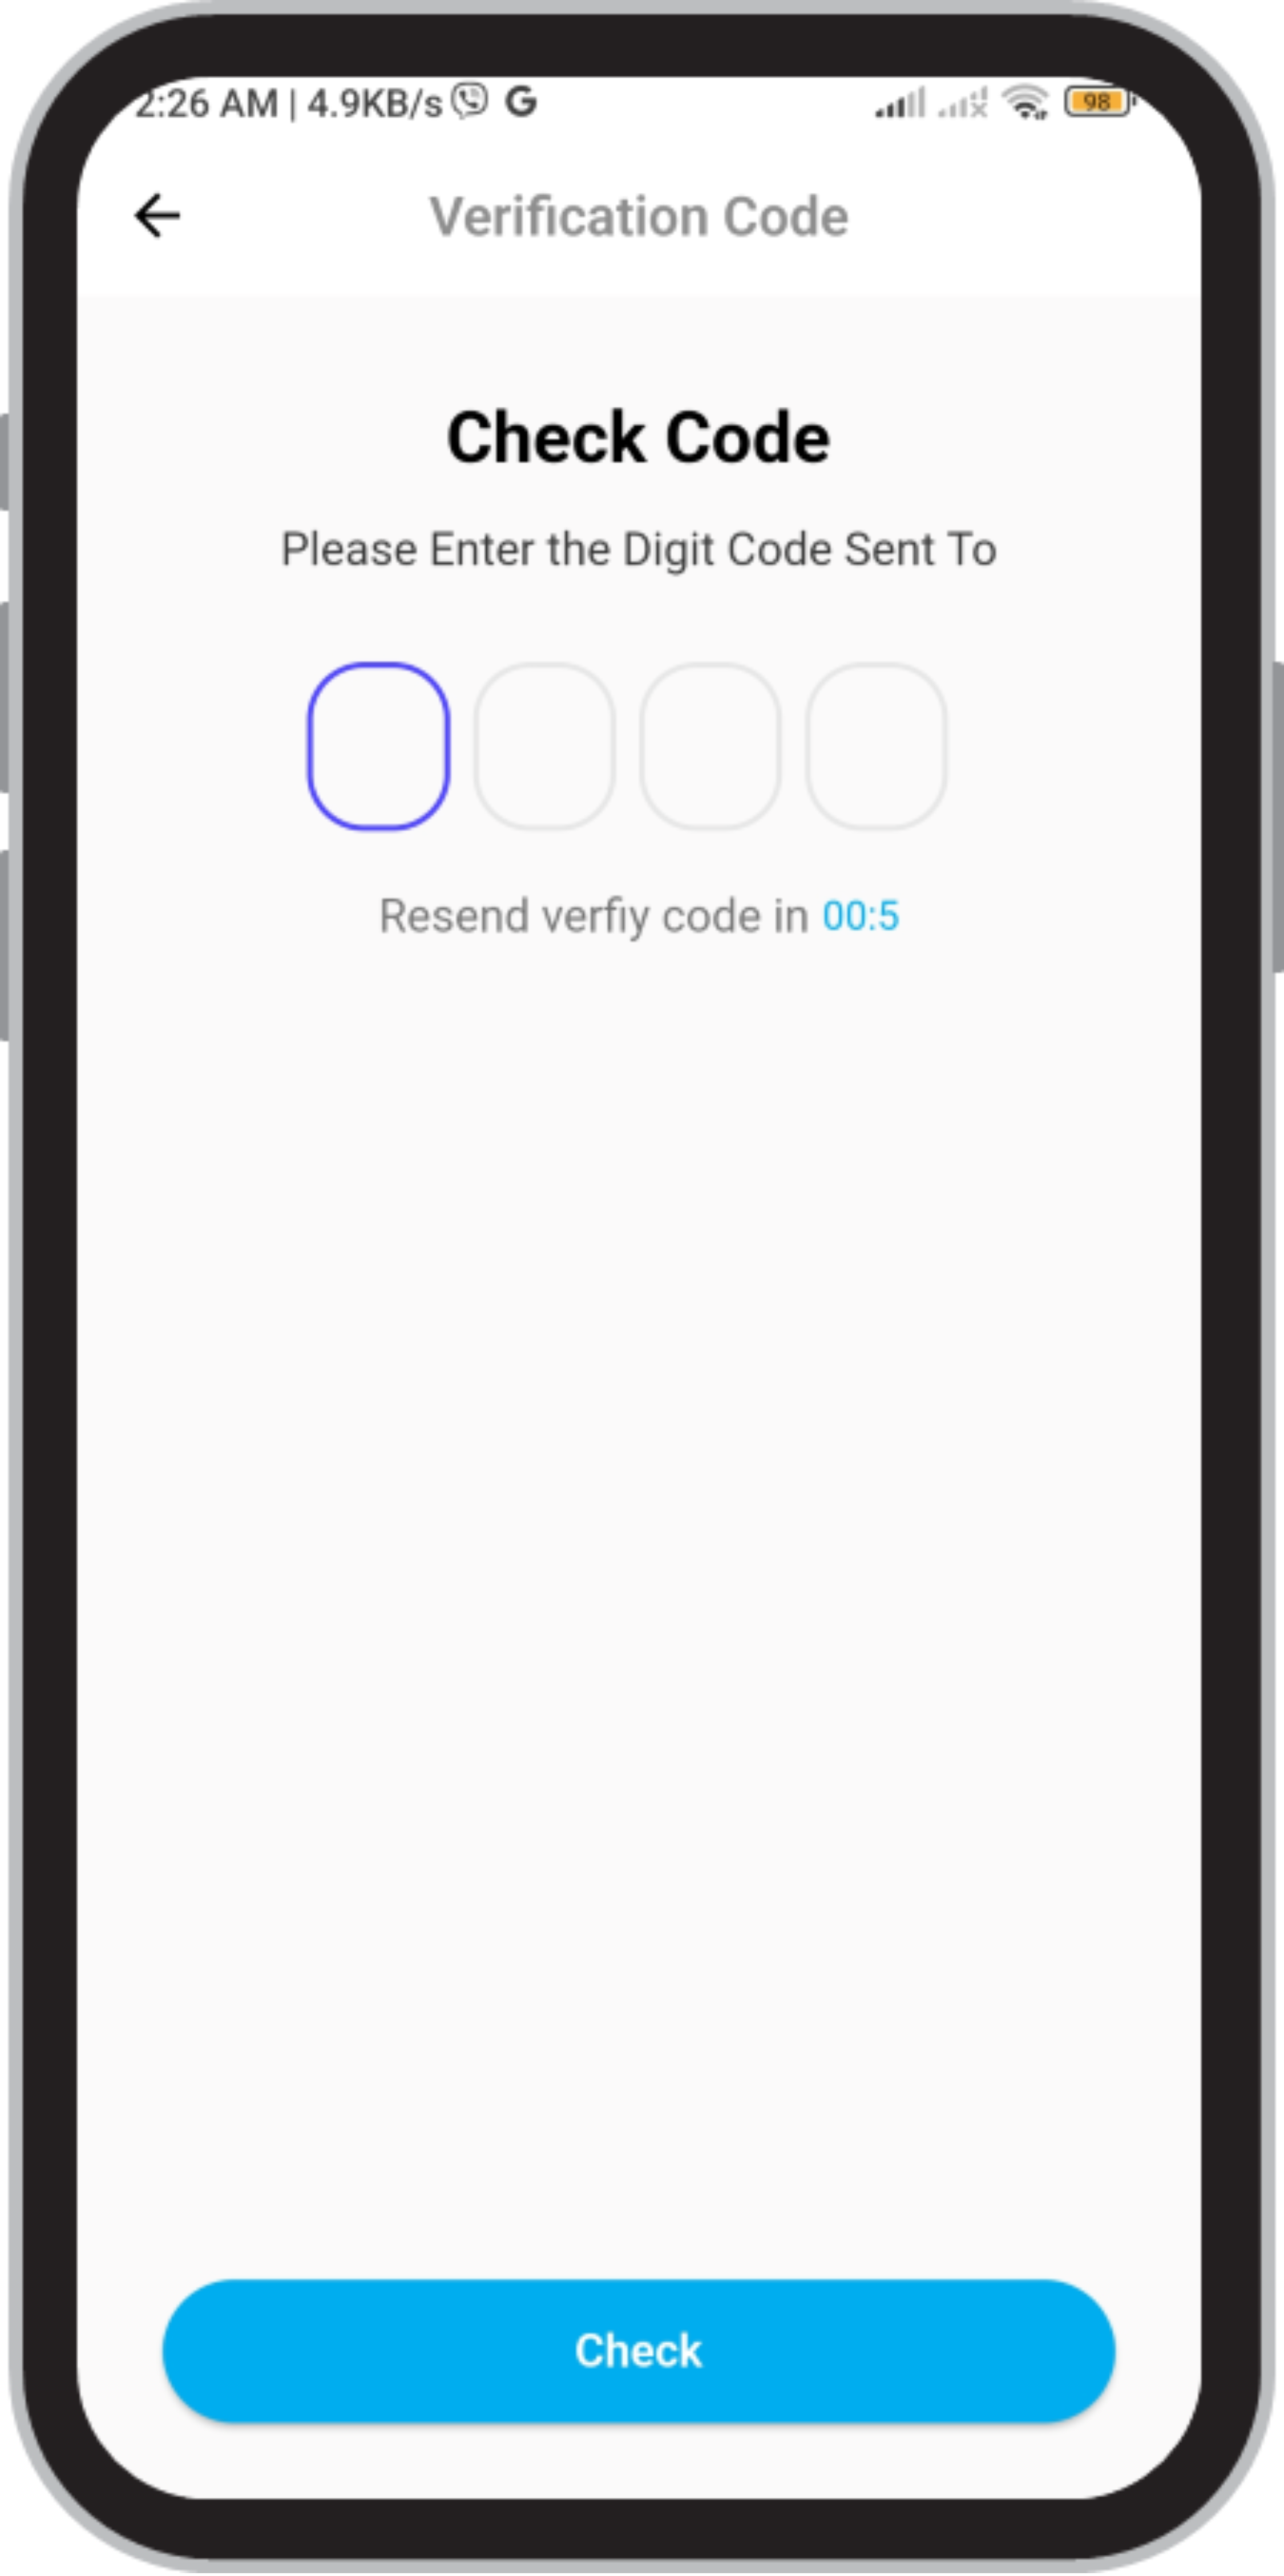 2:26 AM | 4.9KB/s G 98
Verification Code
Check Code
Please Enter the Digit Code Sent To
Resend verfiy code in 00:5
Check